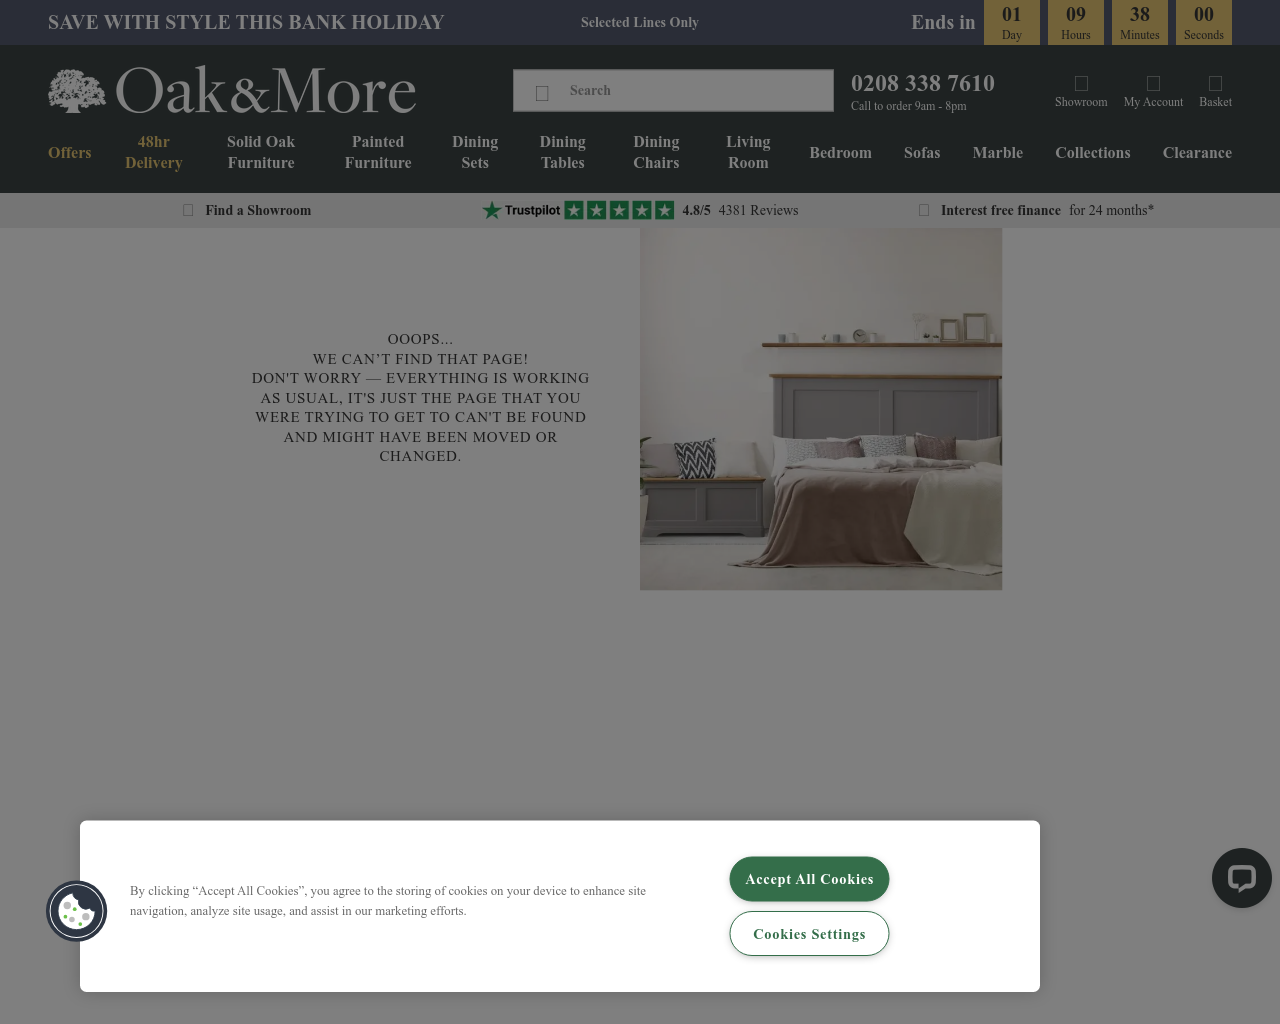 SAVE WITH STYLE THIS BANK HOLIDAY
Selected Lines Only
Ends in
01
Day
09
Hours
38
Minutes
00
Seconds
Oak&More
Search
0208 338 7610
Call to order 9am - 8pm
Showroom
My Account
Basket
Offers
48hr
Delivery
Solid Oak
Furniture
Painted
Furniture
Dining
Sets
Dining
Tables
Dining
Chairs
Living
Room
Bedroom
Sofas
Marble
Collections
Clearance
Find a Showroom
Trustpilot
4.8/5 4381 Reviews
Interest free finance for 24 months*
OOOPS...
WE CAN’T FIND THAT PAGE!
DON'T WORRY — EVERYTHING IS WORKING
AS USUAL, IT'S JUST THE PAGE THAT YOU
WERE TRYING TO GET TO CAN'T BE FOUND
AND MIGHT HAVE BEEN MOVED OR
CHANGED.
By clicking “Accept All Cookies”, you agree to the storing of cookies on your device to enhance site
navigation, analyze site usage, and assist in our marketing efforts.
Accept All Cookies
Cookies Settings